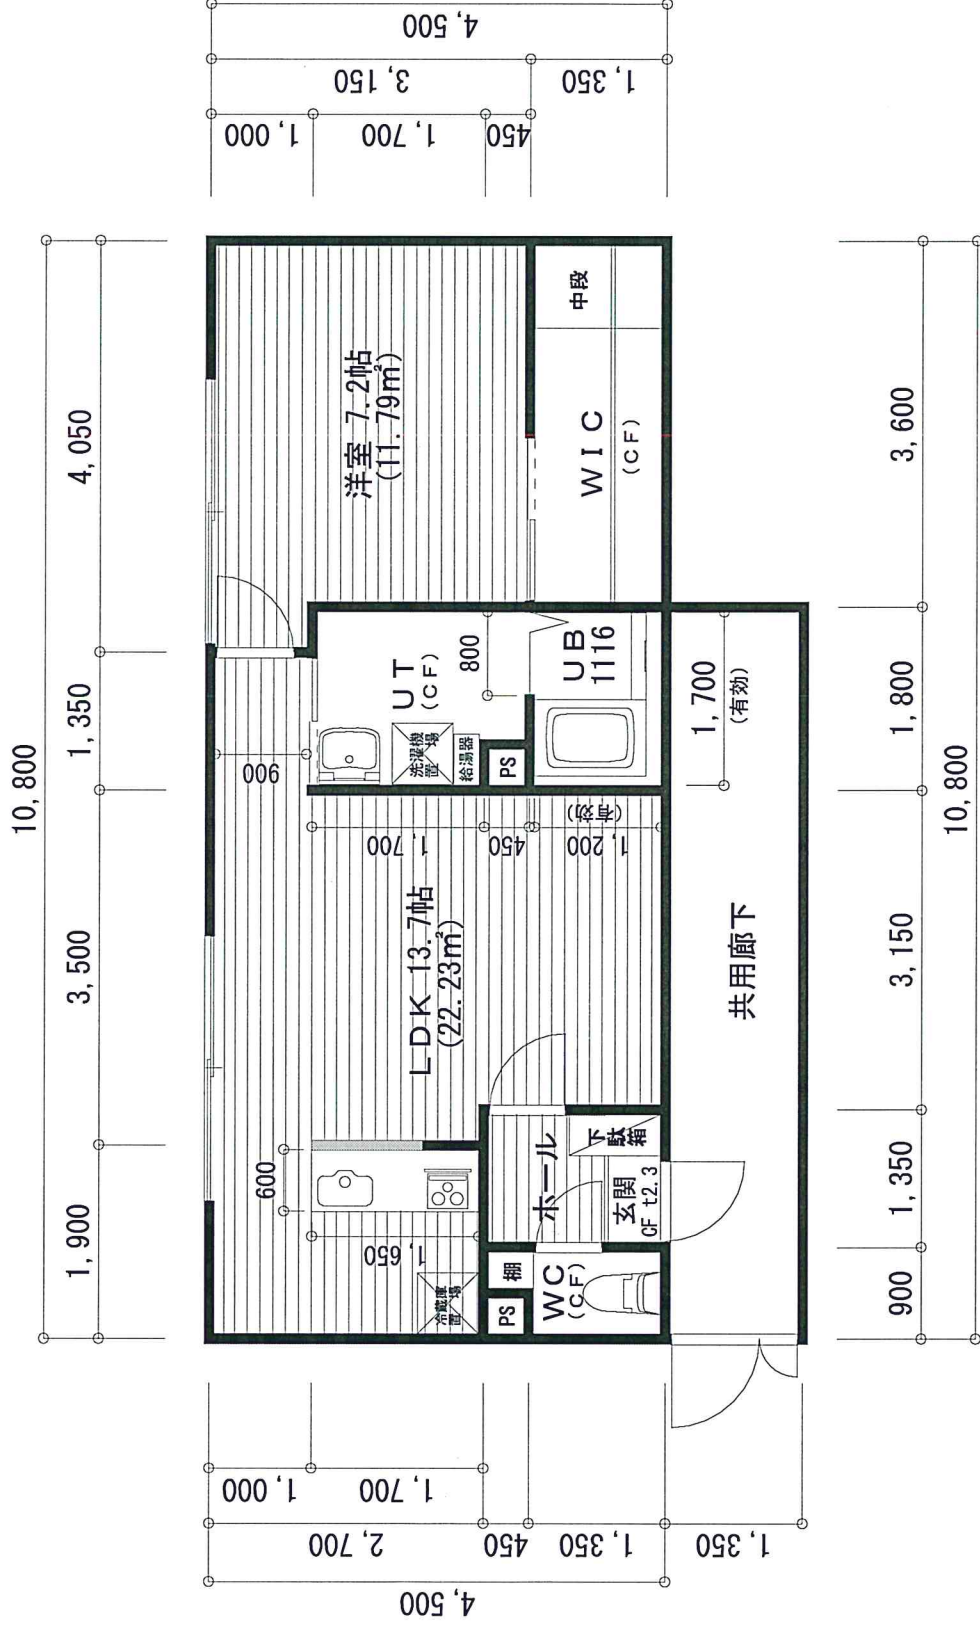 4,500
3,150
1,350
1,000
1,700
450
10,800
4,050
1,350
3,500
1,900
洋室 7.2帖
(11.79㎡)
中段
WIC
(CF)
3,600
UT
(CF)
800
UB
1116
900
洗濯機
置場
給湯器
PS
1,700
(有効)
1,800
1,700
450
1,200
(有効)
LDK 13.7帖
(22.23㎡)
共用廊下
3,150
10,800
600
1,650
ホール
下駄箱
玄関
CF t2.3
1,350
冷蔵庫
置場
棚
PS
WC
(CF)
900
1,000
1,700
2,700
450
1,350
1,350
4,500